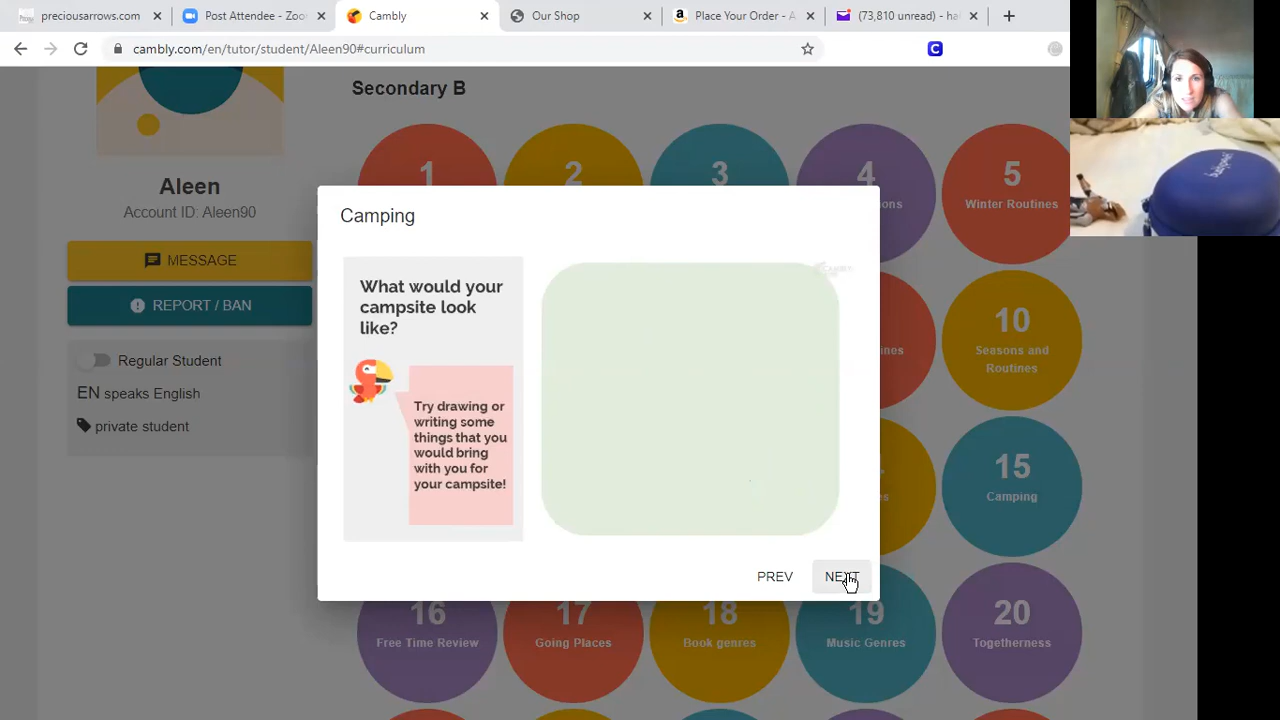 preciousarrows.com
Post Attendee - Zoo
Cambly
Our Shop
Place Your Order - A
(73,810 unread) - ha
cambly.com/en/tutor/student/Aleen90#curriculum
Secondary B
1
2
3
4
ons
5
Winter Routines
Aleen
Account ID: Aleen90
MESSAGE
REPORT / BAN
Regular Student
EN speaks English
private student
Camping
What would your
campsite look
like?
Try drawing or
writing some
things that you
would bring
with you for
your campsite!
PREV
NEXT
ines
10
Seasons and
Routines
es
15
Camping
16
Free Time Review
17
Going Places
18
Book genres
19
Music Genres
20
Togetherness